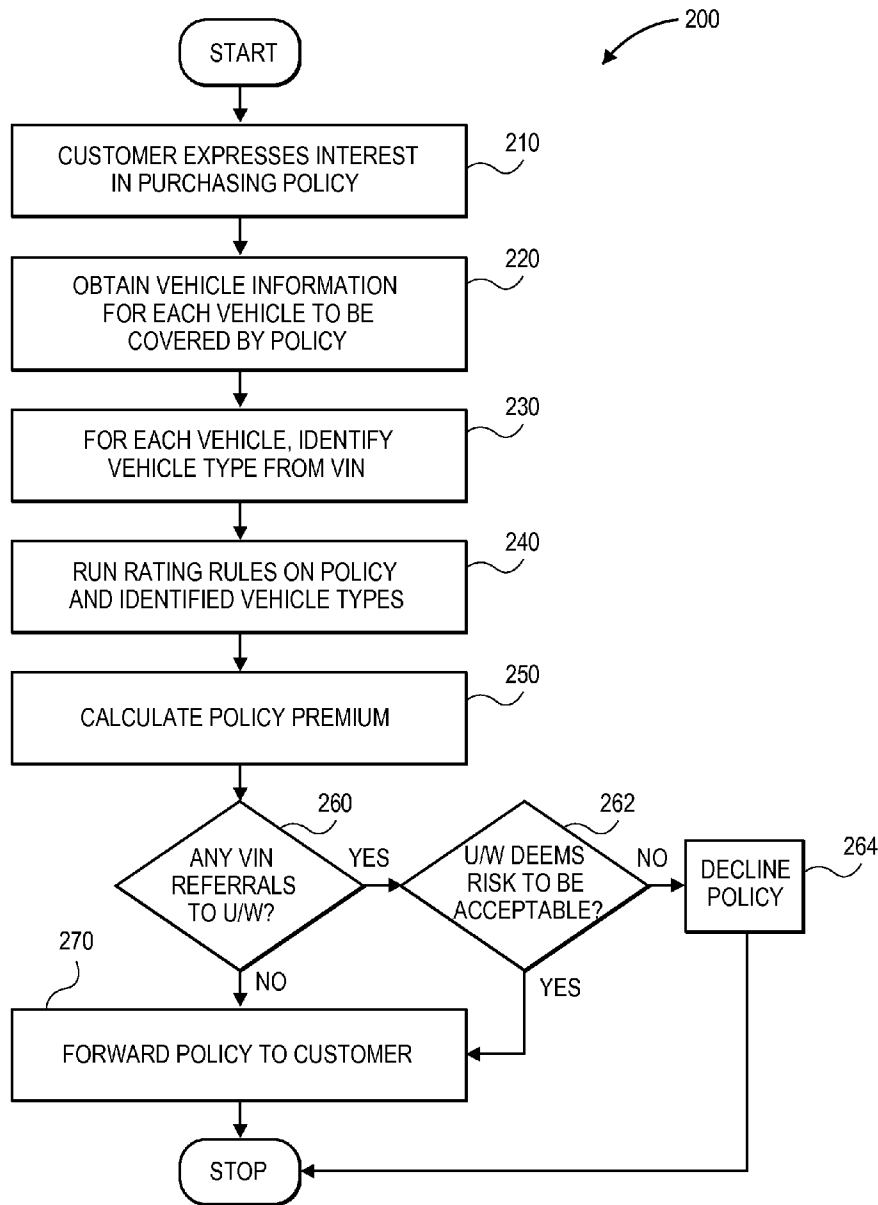 START
200
CUSTOMER EXPRESSES INTEREST
IN PURCHASING POLICY
210
OBTAIN VEHICLE INFORMATION
FOR EACH VEHICLE TO BE
COVERED BY POLICY
220
FOR EACH VEHICLE, IDENTIFY
VEHICLE TYPE FROM VIN
230
RUN RATING RULES ON POLICY
AND IDENTIFIED VEHICLE TYPES
240
CALCULATE POLICY PREMIUM
250
ANY VIN
REFERRALS
TO U/W?
260
YES
NO
U/W DEEMS
RISK TO BE
ACCEPTABLE?
262
NO
YES
DECLINE
POLICY
264
270
FORWARD POLICY TO CUSTOMER
STOP